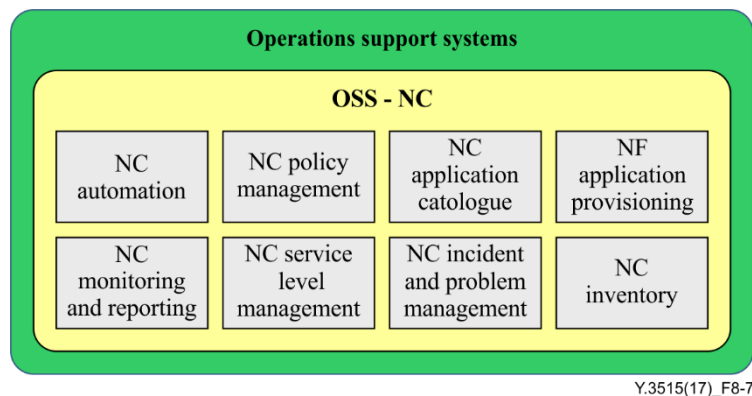 Operations support systems
OSS - NC
NC
automation
NC policy
management
NC
application
catologue
NF
application
provisioning
NC
monitoring
and reporting
NC service
level
management
NC incident
and problem
management
NC
inventory
Y.3515(17)_F8-7